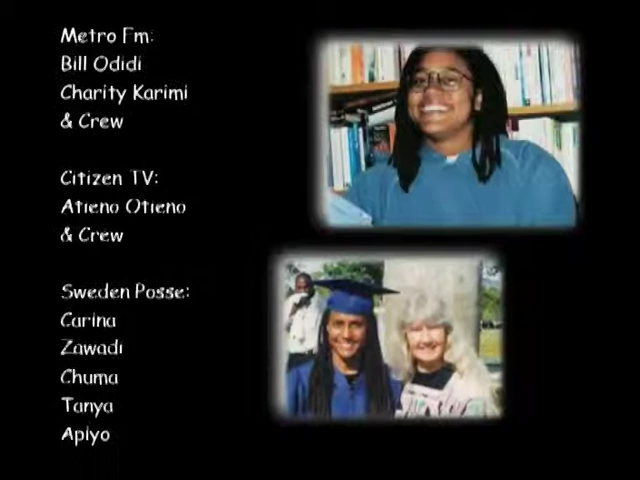 Metro Fm:
Bill Odidi
Charity Karimi
& Crew
Citizen TV:
Atieno Otieno
& Crew
Sweden Posse:
Carina
Zawadi
Chuma
Tanya
Apiyo